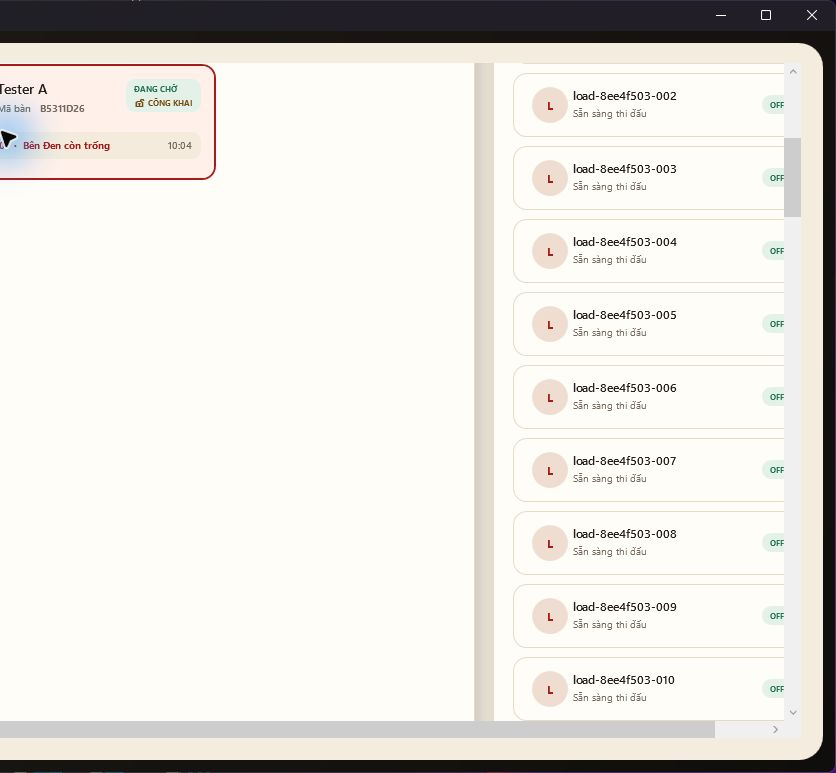 Tester A
ĐANG CHỜ
Mã bàn B5311D26
CÔNG KHAI
· Bên Đen còn trống
10:04
load-8ee4f503-002
Sẵn sàng thi đấu
OFF
L
load-8ee4f503-003
Sẵn sàng thi đấu
OFF
L
load-8ee4f503-004
Sẵn sàng thi đấu
OFF
L
load-8ee4f503-005
Sẵn sàng thi đấu
OFF
L
load-8ee4f503-006
Sẵn sàng thi đấu
OFF
L
load-8ee4f503-007
Sẵn sàng thi đấu
OFF
L
load-8ee4f503-008
Sẵn sàng thi đấu
OFF
L
load-8ee4f503-009
Sẵn sàng thi đấu
OFF
L
load-8ee4f503-010
Sẵn sàng thi đấu
OFF
L